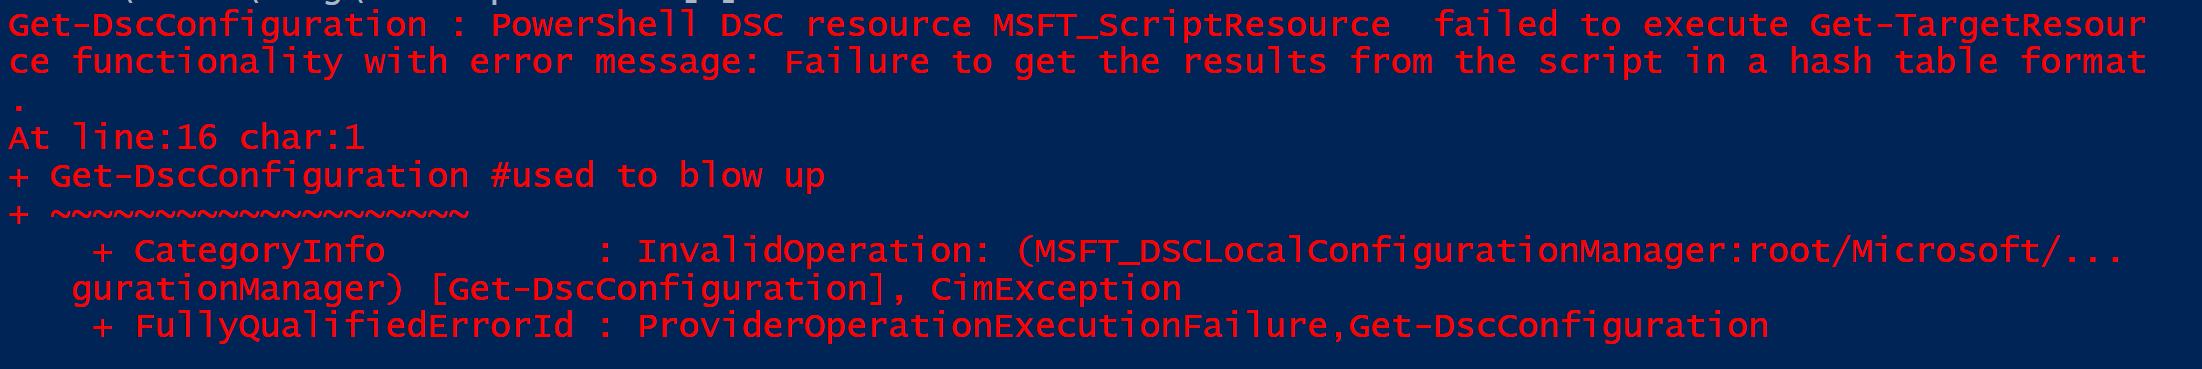 Get-DscConfiguration : PowerShell DSC resource MSFT_ScriptResource  failed to execute Get-TargetResour
ce functionality with error message: Failure to get the results from the script in a hash table format
.
At line:16 char:1
+ Get-DscConfiguration #used to blow up
+ ~~~~~~~~~~~~~~~~~~~~
    + CategoryInfo          : InvalidOperation: (MSFT_DSCLocalConfigurationManager:root/Microsoft/...
   gurationManager) [Get-DscConfiguration], CimException
    + FullyQualifiedErrorId : ProviderOperationExecutionFailure,Get-DscConfiguration